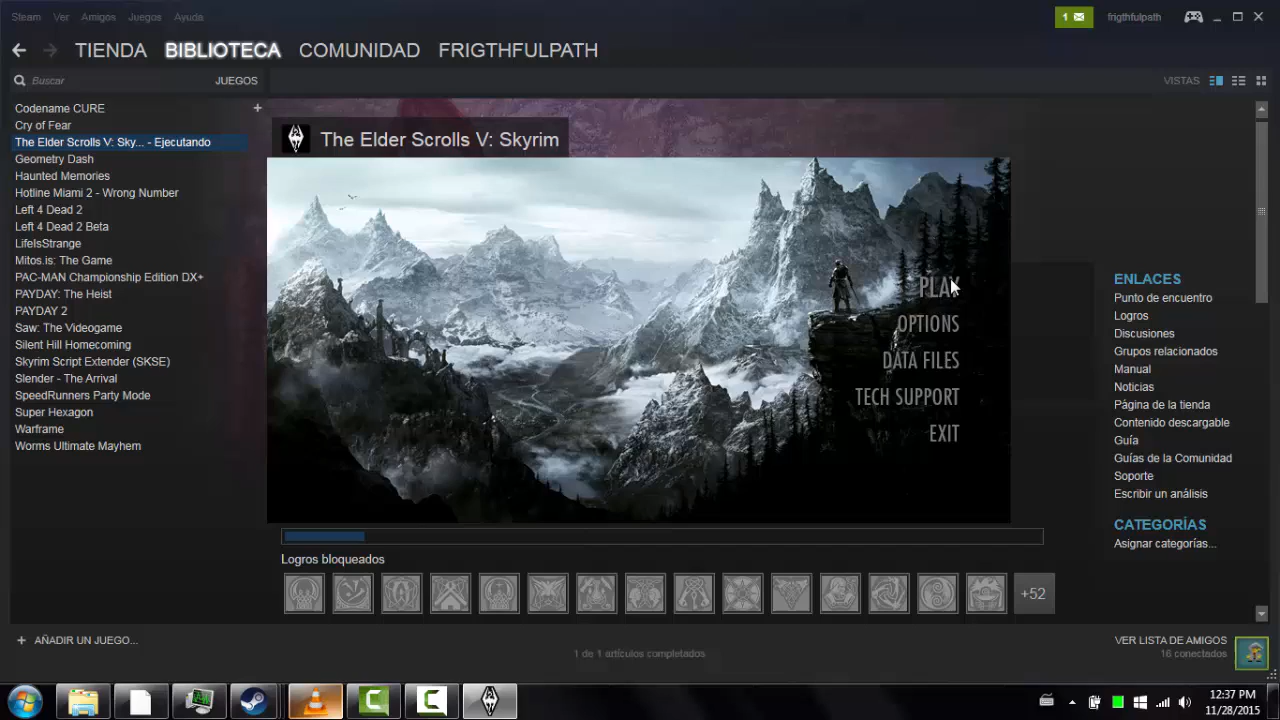 Steam Ver Amigos Juegos Ayuda
1 frigthfulpath
TIENDA BIBLIOTECA COMUNIDAD FRIGTHFULPATH
Buscar JUEGOS VISTAS
Codename CURE
Cry of Fear
The Elder Scrolls V: Sky... - Ejecutando
Geometry Dash
Haunted Memories
Hotline Miami 2 - Wrong Number
Left 4 Dead 2
Left 4 Dead 2 Beta
LifeIsStrange
Mitos.is: The Game
PAC-MAN Championship Edition DX+
PAYDAY: The Heist
PAYDAY 2
Saw: The Videogame
Silent Hill Homecoming
Skyrim Script Extender (SKSE)
Slender - The Arrival
SpeedRunners Party Mode
Super Hexagon
Warframe
Worms Ultimate Mayhem
+
The Elder Scrolls V: Skyrim
PLAY
OPTIONS
DATA FILES
TECH SUPPORT
EXIT
Logros bloqueados
+52
ENLACES
Punto de encuentro
Logros
Discusiones
Grupos relacionados
Manual
Noticias
Página de la tienda
Contenido descargable
Guía
Guías de la Comunidad
Soporte
Escribir un análisis
CATEGORÍAS
Asignar categorías...
+ AÑADIR UN JUEGO...
1 de 1 artículos completados
VER LISTA DE AMIGOS
16 conectados
12:37 PM
11/28/2015